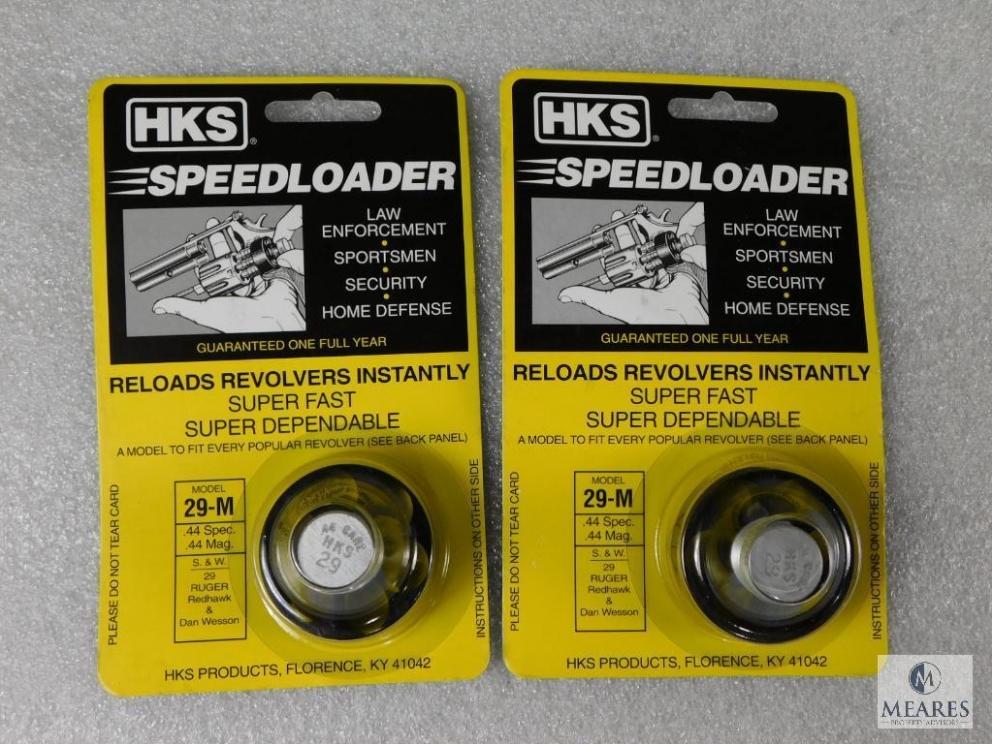 HKS®
SPEEDLOADER
LAW
ENFORCEMENT
•
SPORTSMEN
•
SECURITY
•
HOME DEFENSE
GUARANTEED ONE FULL YEAR
RELOADS REVOLVERS INSTANTLY
SUPER FAST
SUPER DEPENDABLE
A MODEL TO FIT EVERY POPULAR REVOLVER (SEE BACK PANEL)
PLEASE DO NOT TEAR CARD
MODEL
29-M
.44 Spec.
.44 Mag.
S. & W.
29
RUGER
Redhawk
&
Dan Wesson
HKS
29
INSTRUCTIONS ON OTHER SIDE
HKS PRODUCTS, FLORENCE, KY 41042
HKS®
SPEEDLOADER
LAW
ENFORCEMENT
•
SPORTSMEN
•
SECURITY
•
HOME DEFENSE
GUARANTEED ONE FULL YEAR
RELOADS REVOLVERS INSTANTLY
SUPER FAST
SUPER DEPENDABLE
A MODEL TO FIT EVERY POPULAR REVOLVER (SEE BACK PANEL)
PLEASE DO NOT TEAR CARD
MODEL
29-M
.44 Spec.
.44 Mag.
S. & W.
29
RUGER
Redhawk
&
Dan Wesson
HKS
29
INSTRUCTIONS ON OTHER SIDE
HKS PRODUCTS, FLORENCE, KY 41042
M
MEARES
PROPERTY ADVISORS